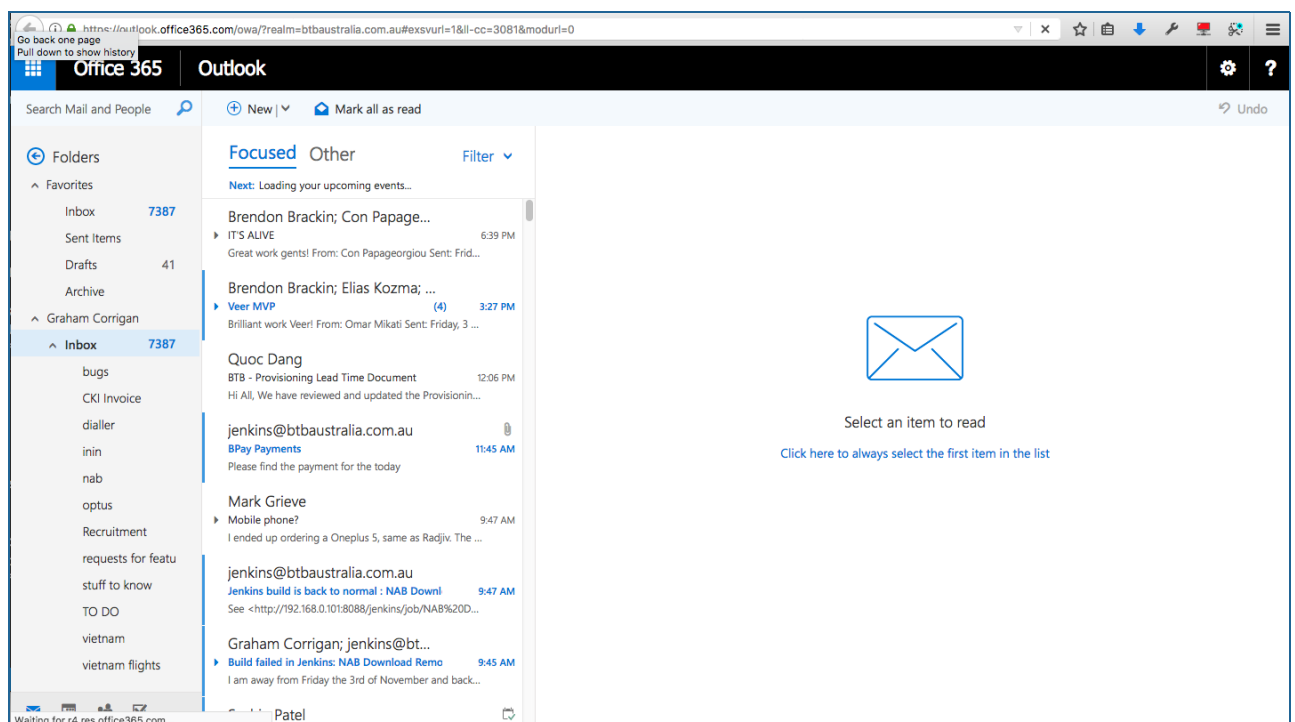 https://outlook.office365.com/owa/?realm=btbaustralia.com.au#exsvurl=1&ll-cc=3081&modurl=0
Go back one page
Pull down to show history
Office 365 Outlook ?
Search Mail and People New Mark all as read Undo
Folders
Favorites
Inbox 7387
Sent Items
Drafts 41
Archive
Graham Corrigan
Inbox 7387
bugs
CKI Invoice
dialler
inin
nab
optus
Recruitment
requests for featu
stuff to know
TO DO
vietnam
vietnam flights
Waiting for r4.res.office365.com
Focused Other Filter
Next: Loading your upcoming events...
Brendon Brackin; Con Papage...
IT'S ALIVE 6:39 PM
Great work gents! From: Con Papageorgiou Sent: Frid...
Brendon Brackin; Elias Kozma; ...
Veer MVP (4) 3:27 PM
Brilliant work Veer! From: Omar Mikati Sent: Friday, 3 ...
Quoc Dang
BTB - Provisioning Lead Time Document 12:06 PM
Hi All, We have reviewed and updated the Provisionin...
jenkins@btbaustralia.com.au
BPay Payments 11:45 AM
Please find the payment for the today
Mark Grieve
Mobile phone? 9:47 AM
I ended up ordering a Oneplus 5, same as Radjiv. The ...
jenkins@btbaustralia.com.au
Jenkins build is back to normal : NAB Downl 9:47 AM
See <http://192.168.0.101:8088/jenkins/job/NAB%20D...
Graham Corrigan; jenkins@bt...
Build failed in Jenkins: NAB Download Remo 9:45 AM
I am away from Friday the 3rd of November and back...
Patel
Select an item to read
Click here to always select the first item in the list